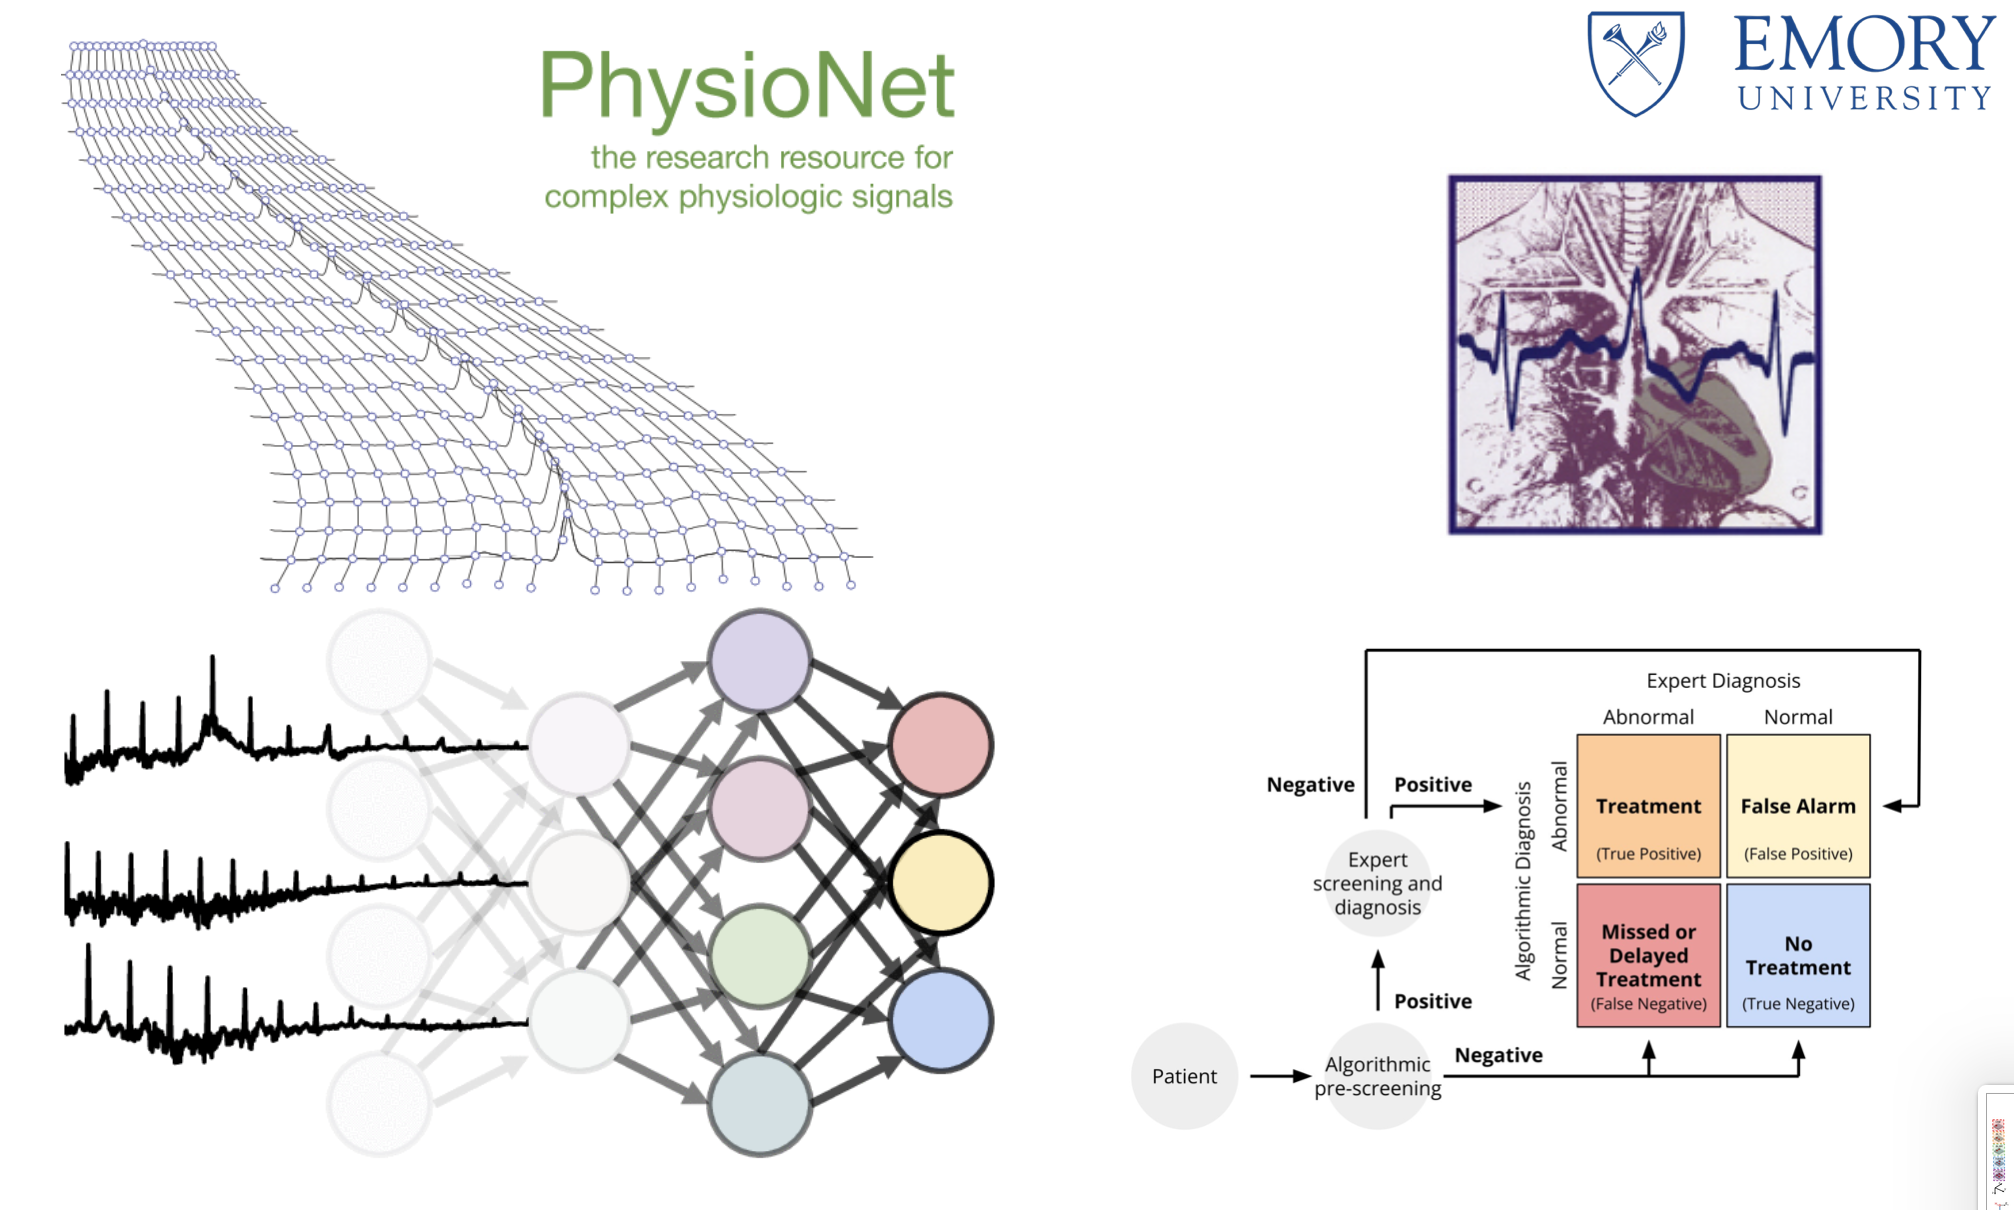 PhysioNet
the research resource for
complex physiologic signals
EMORY
UNIVERSITY
Expert Diagnosis
Abnormal
Normal
Negative
Positive
Algorithmic Diagnosis
Abnormal
Normal
Treatment
(True Positive)
False Alarm
(False Positive)
Missed or
Delayed
Treatment
(False Negative)
No
Treatment
(True Negative)
Expert
screening and
diagnosis
Positive
Patient
Algorithmic
pre-screening
Negative